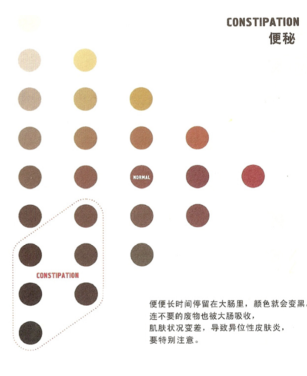 CONSTIPATION
便秘
NORMAL
CONSTIPATION
便便长时间停留在大肠里，颜色就会变黑，
连不要的废物也被大肠吸收，
肌肤状况变差，导致异位性皮肤炎，
要特别注意。